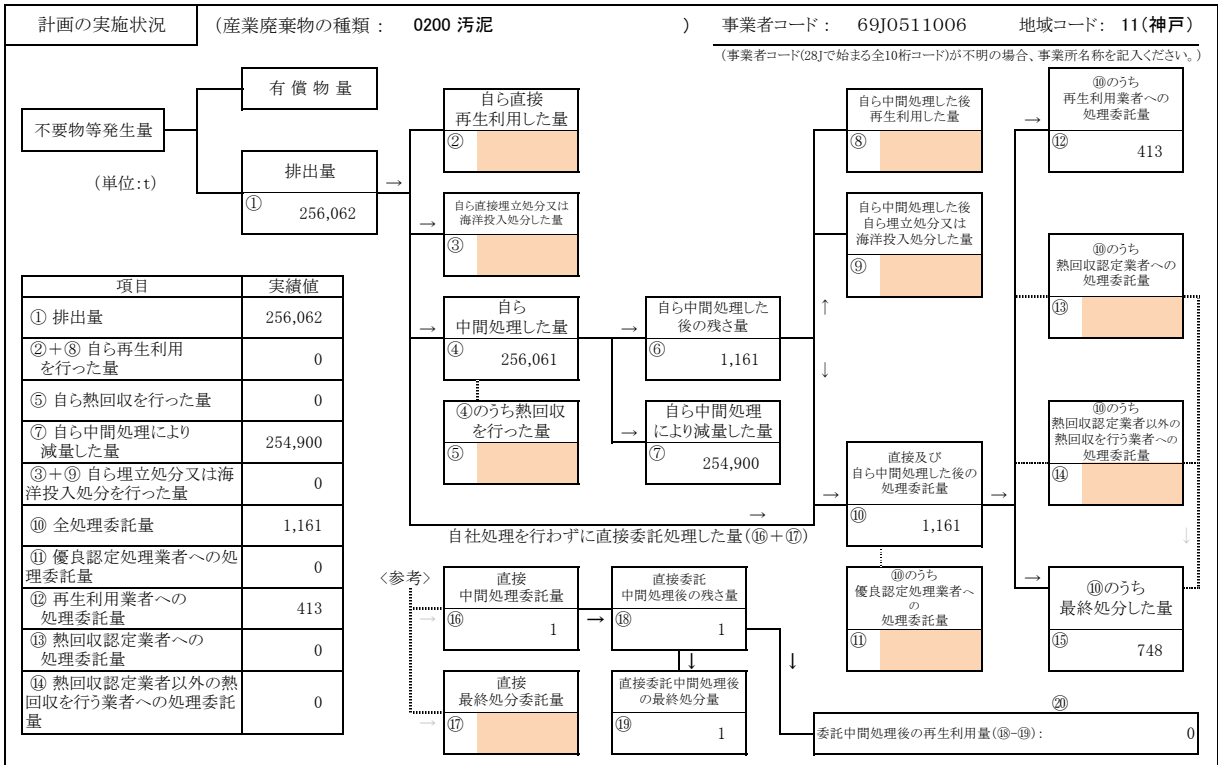 計画の実施状況
(産業廃棄物の種類： 0200 汚泥 )
事業者コード： 69J0511006
地域コード： 11(神戸)
(事業者コード(28Jで始まる全10桁コード)が不明の場合、事業所名称を記入ください。)
不要物等発生量
(単位:t)
有償物量
排出量
→
① 256,062
自ら直接
再生利用した量
②
→
自ら直接埋立処分又は
海洋投入処分した量
③
→
自ら
中間処理した量
④ 256,061
④のうち熱回収
を行った量
⑤
→
自ら中間処理した
後の残さ量
⑥ 1,161
→
自ら中間処理
により減量した量
⑦ 254,900
自ら中間処理した後
再生利用した量
⑧
自ら中間処理した後
自ら埋立処分又は
海洋投入処分した量
⑨
↑
↓
→
直接及び
自ら中間処理した後の
処理委託量
⑩ 1,161
→
⑩のうち
優良認定処理業者へ
の
処理委託量
⑪
→
⑩のうち
再生利用業者への
処理委託量
⑫ 413
⑩のうち
熱回収認定業者への
処理委託量
⑬
⑩のうち
熱回収認定業者以外の
熱回収を行う業者への
処理委託量
⑭
↓
→
⑩のうち
最終処分した量
⑮ 748
→
自社処理を行わずに直接委託処理した量(⑯+⑰)
項目 実績値
① 排出量 256,062
②+⑧ 自ら再生利用
を行った量 0
⑤ 自ら熱回収を行った量 0
⑦ 自ら中間処理により
減量した量 254,900
③+⑨ 自ら埋立処分又は海
洋投入処分を行った量 0
⑩ 全処理委託量 1,161
⑪ 優良認定処理業者への処
理委託量 0
⑫ 再生利用業者への
処理委託量 413
⑬ 熱回収認定業者への
処理委託量 0
⑭ 熱回収認定業者以外の熱
回収を行う業者への処理委託
量 0
〈参考〉
直接
中間処理委託量
→ ⑯ 1
→
直接委託
中間処理後の残さ量
⑱ 1
↓
↓
直接
最終処分委託量
→ ⑰
直接委託中間処理後
の最終処分量
⑲ 1
⑳
委託中間処理後の再生利用量(⑱-⑲)： 0